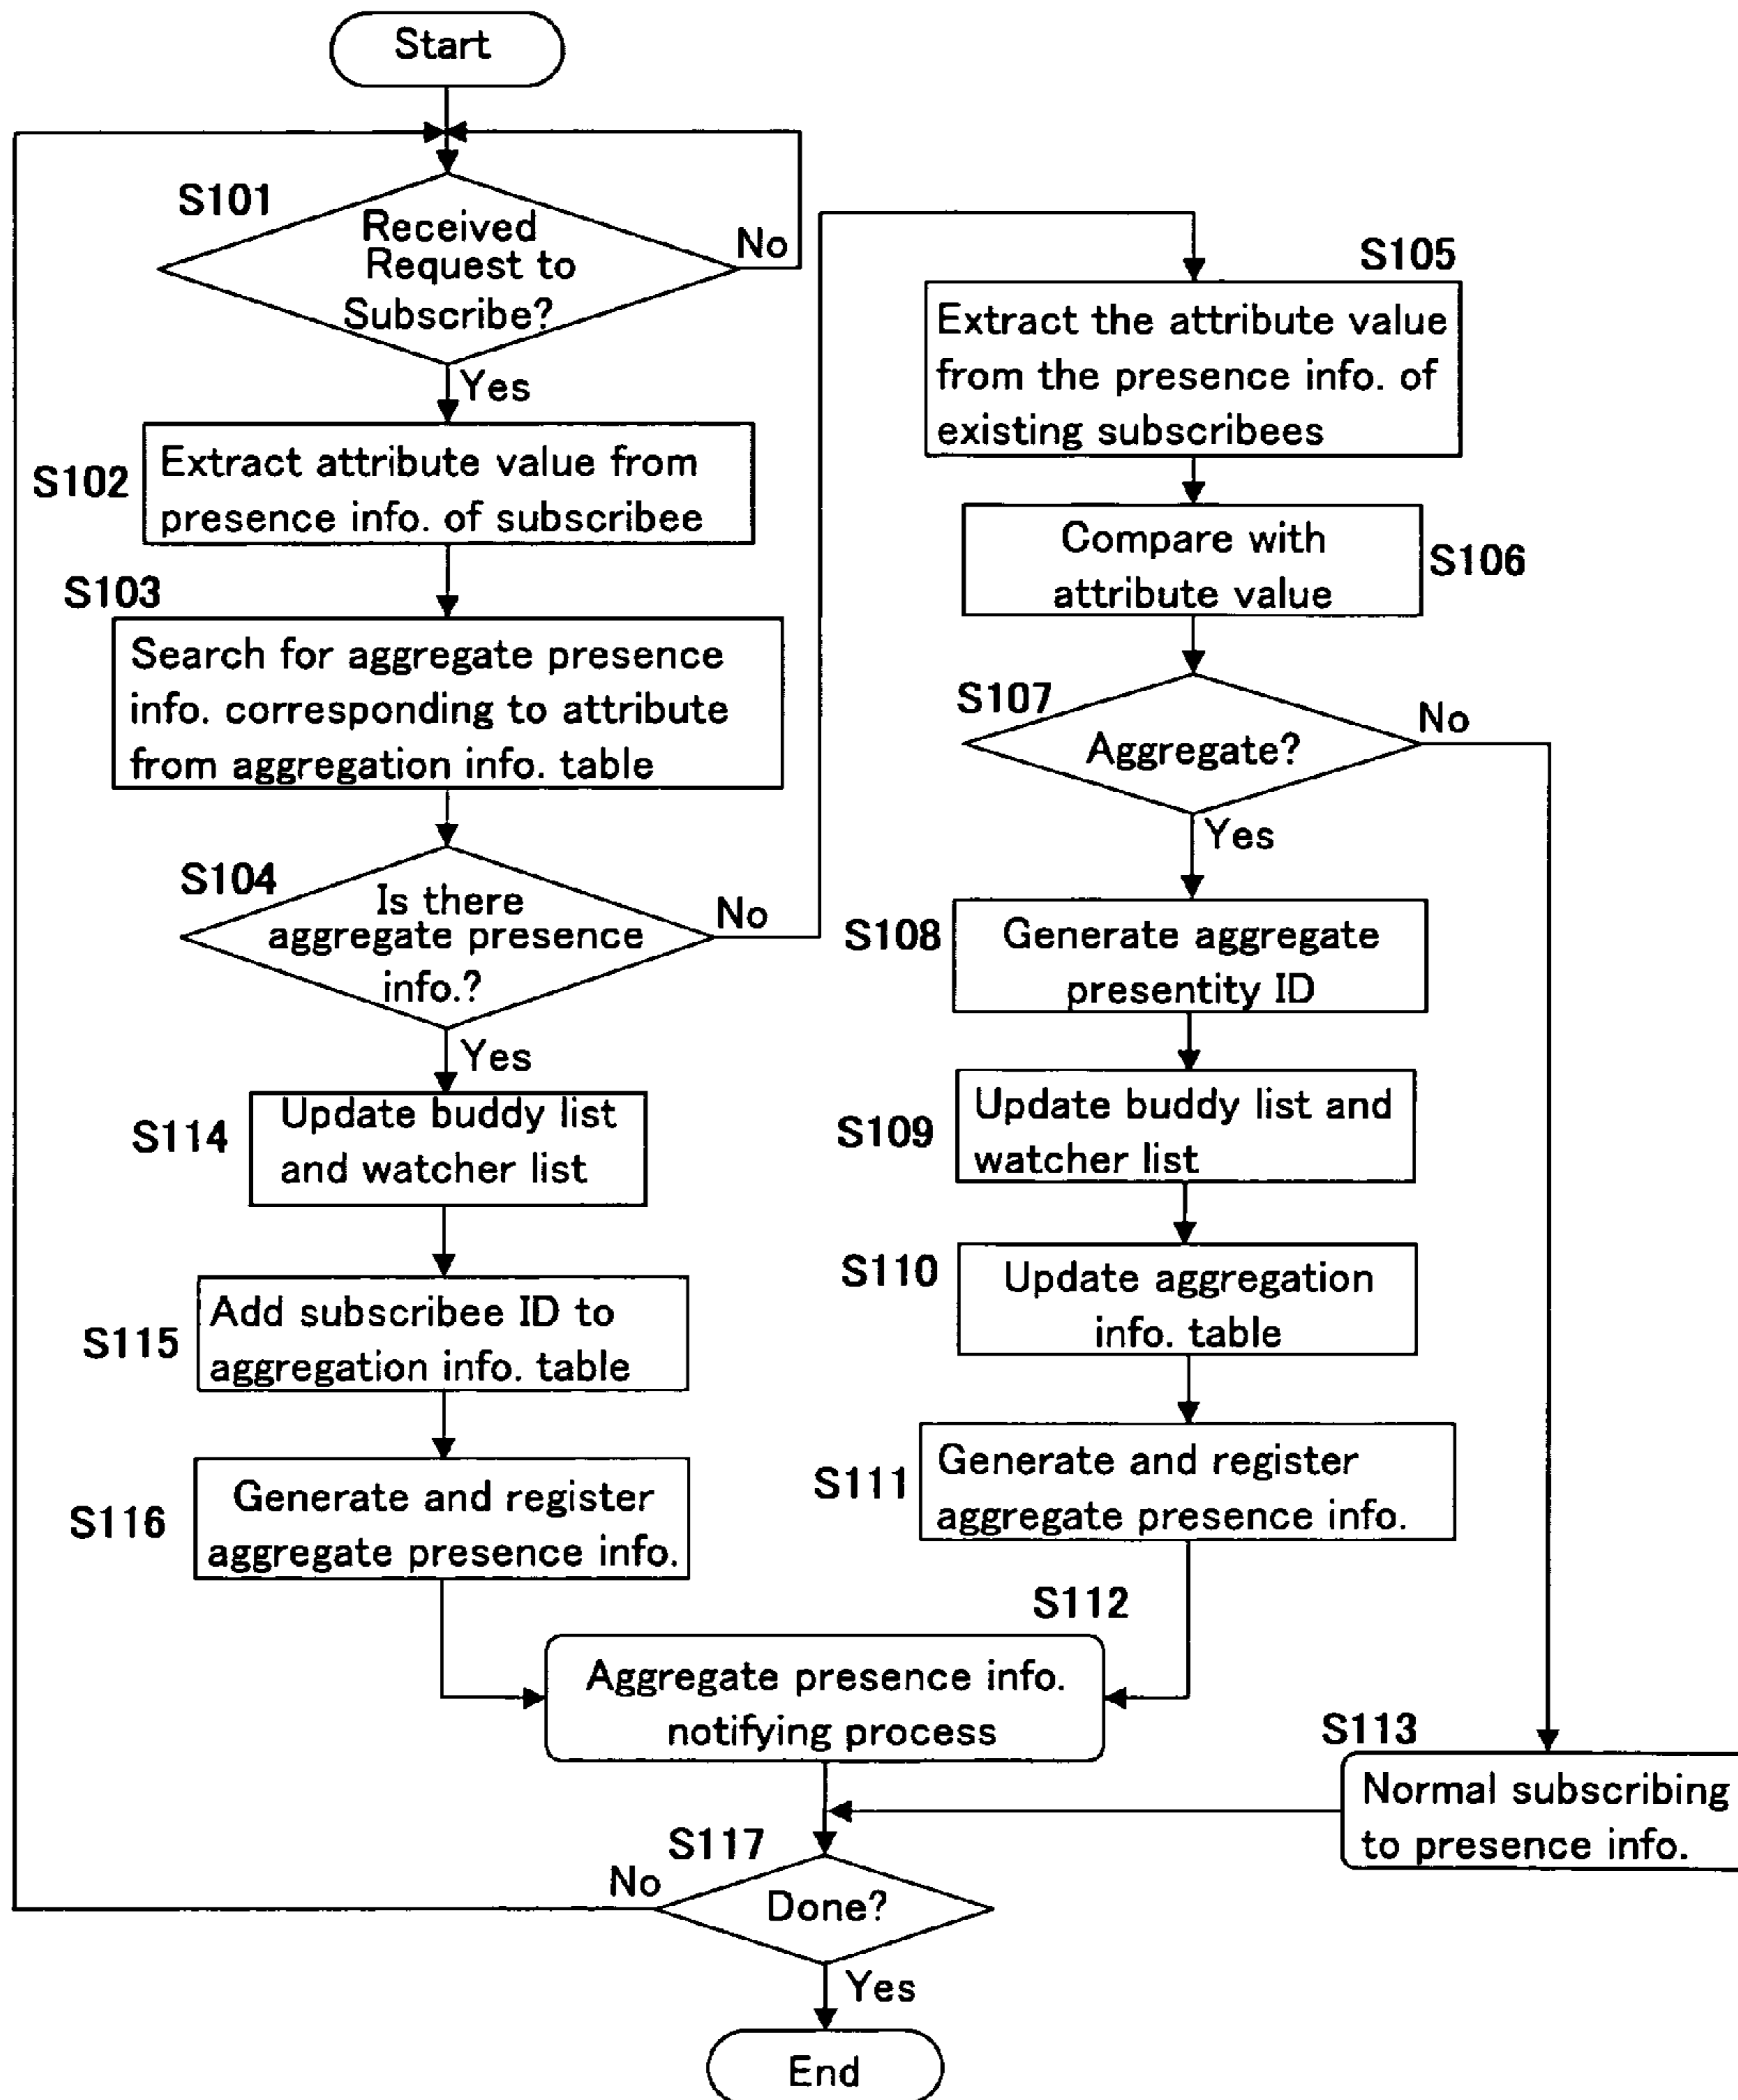 Start
S101
Received
Request to
Subscribe?
No
Yes
S102
Extract attribute value from
presence info. of subscribee
S103
Search for aggregate presence
info. corresponding to attribute
from aggregation info. table
S104
Is there
aggregate presence
info.?
No
Yes
S114
Update buddy list
and watcher list
S115
Add subscribee ID to
aggregation info. table
S116
Generate and register
aggregate presence info.
S105
Extract the attribute value
from the presence info. of
existing subscribees
Compare with
attribute value
S106
S107
Aggregate?
No
Yes
S108
Generate aggregate
presentity ID
S109
Update buddy list and
watcher list
S110
Update aggregation
info. table
S111
Generate and register
aggregate presence info.
S112
Aggregate presence info.
notifying process
S113
Normal subscribing
to presence info.
S117
No
Done?
Yes
End